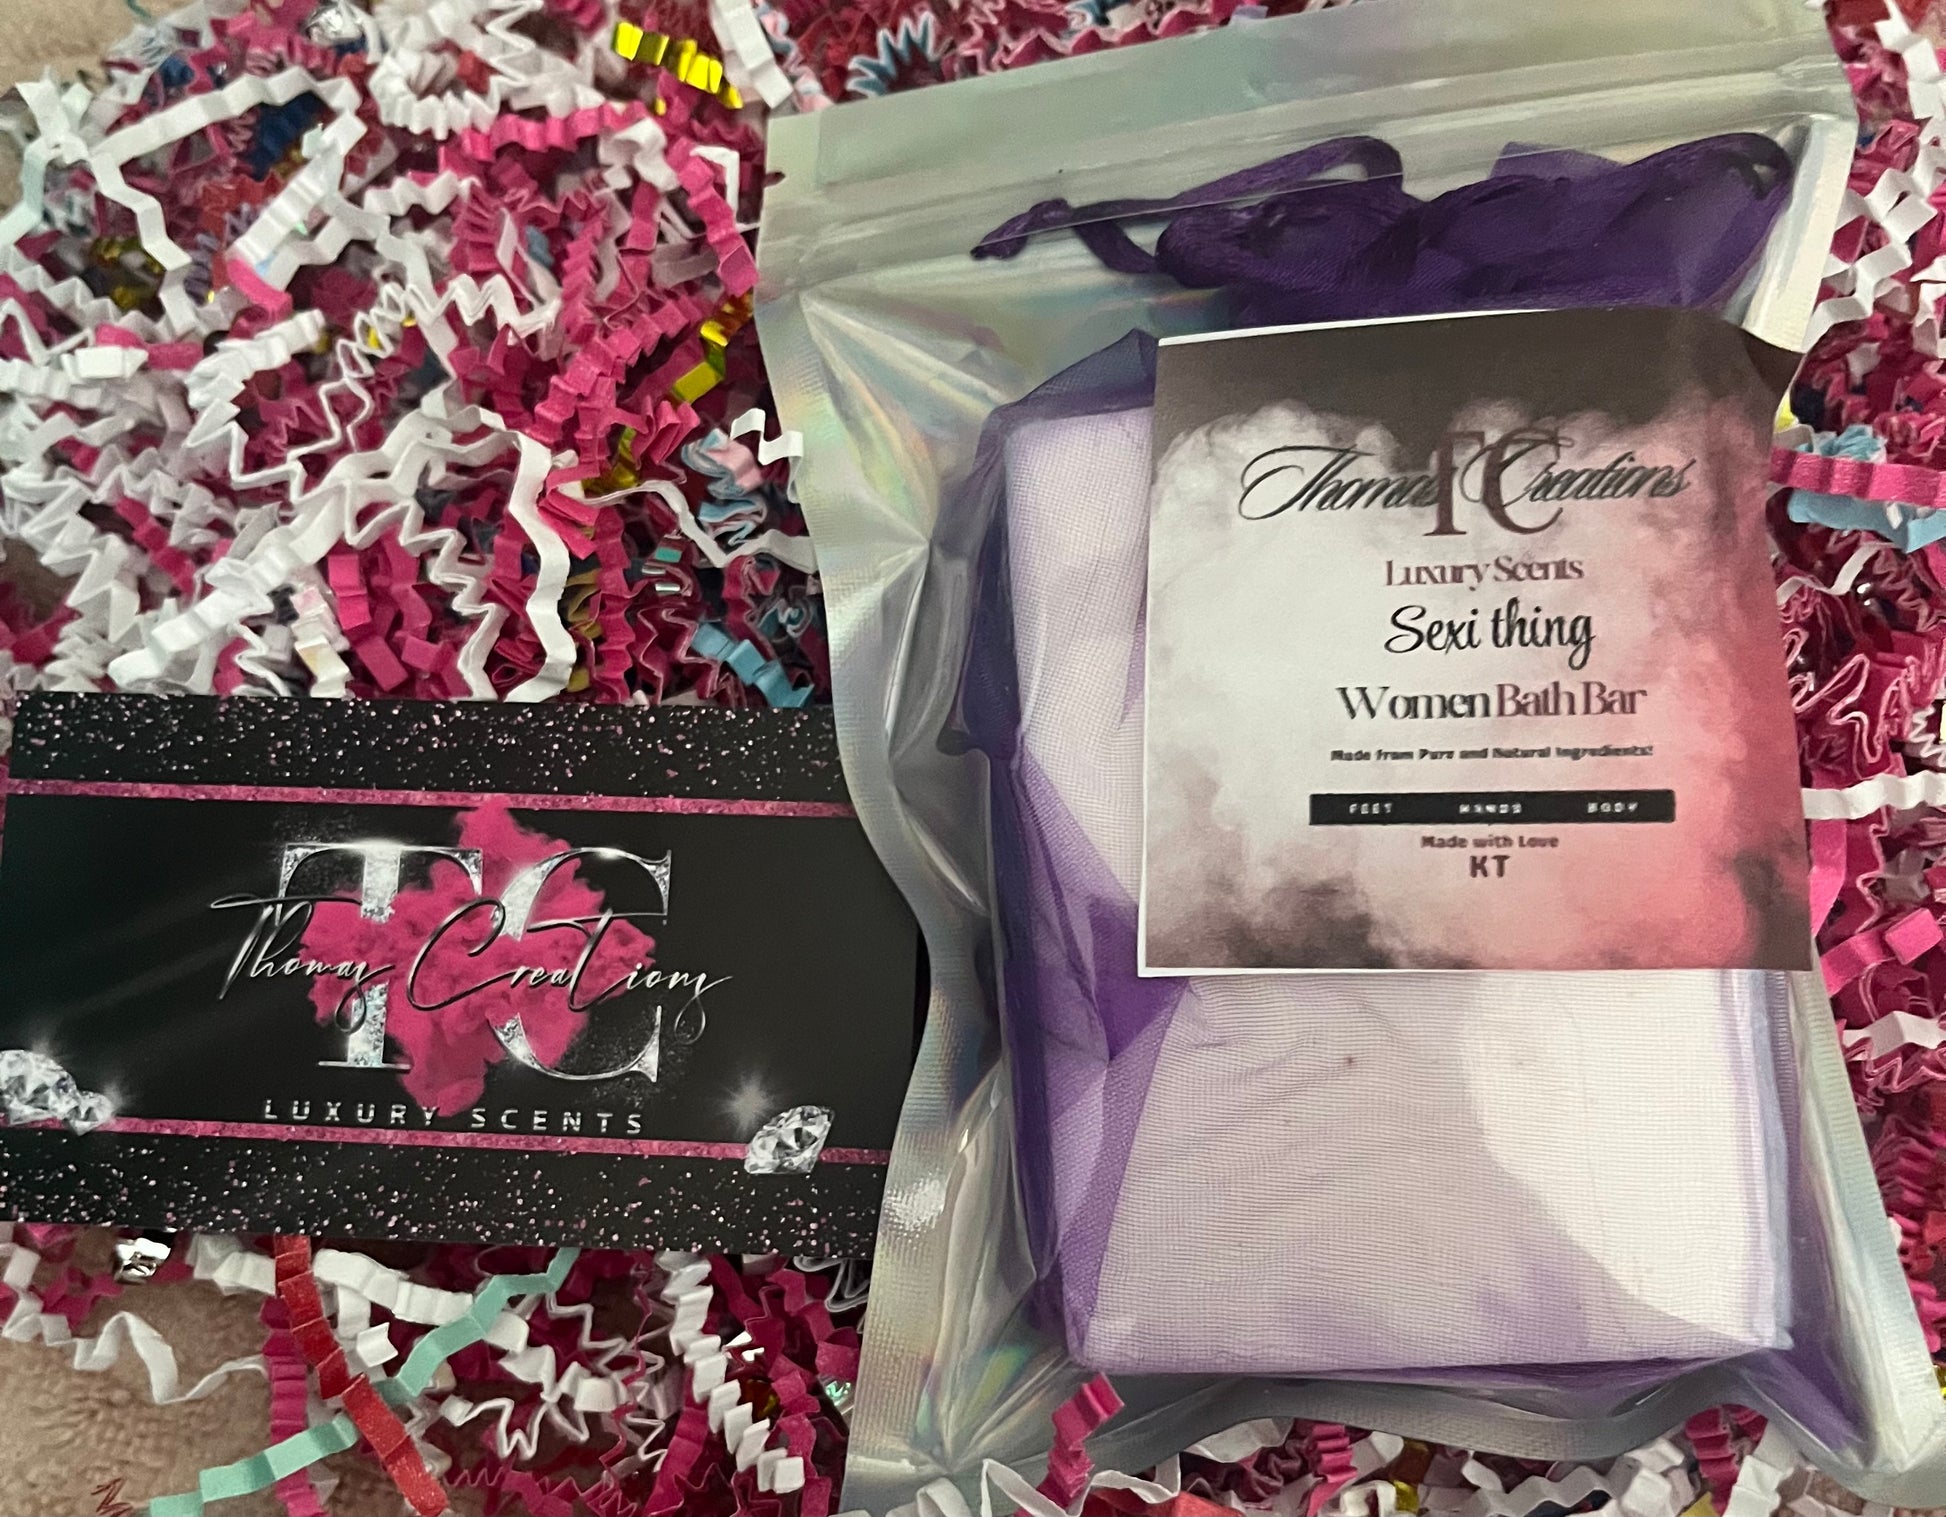 TC
Thomas Creations
LUXURY SCENTS
TC
Thomas Creations
Luxury Scents
Sexi thing
Women Bath Bar
Made from Pure and Natural Ingredients!
FEET HANDS BODY
Made with Love
KT